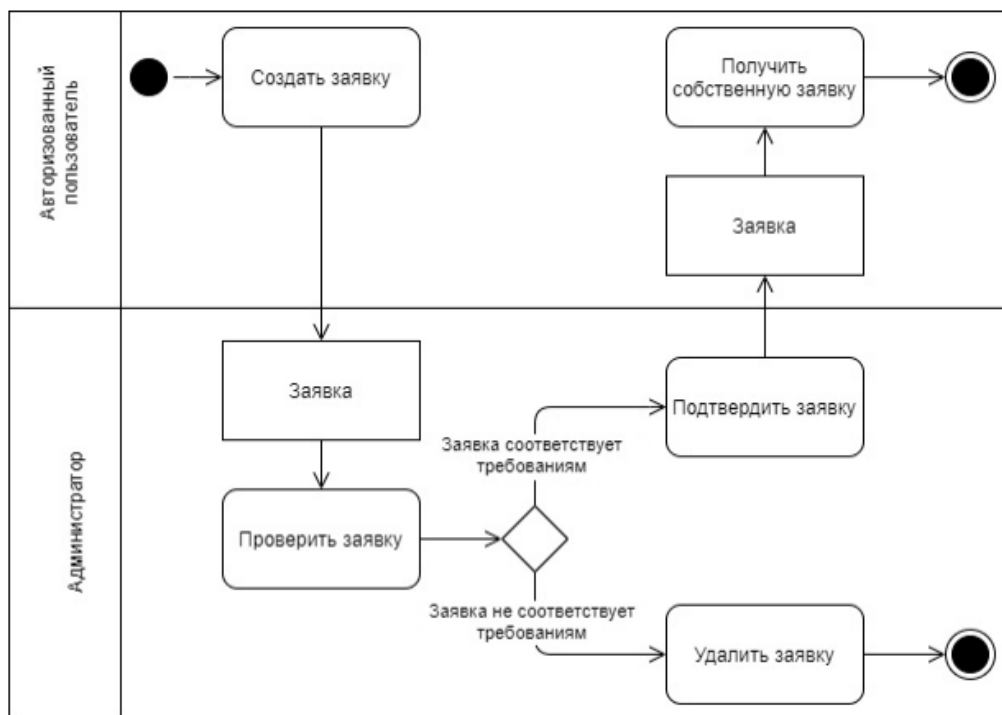 Авторизованный
пользователь
Создать заявку
Получить
собственную заявку
Заявка
Администратор
Заявка
Проверить заявку
Заявка соответствует
требованиям
Подтвердить заявку
Заявка не соответствует
требованиям
Удалить заявку